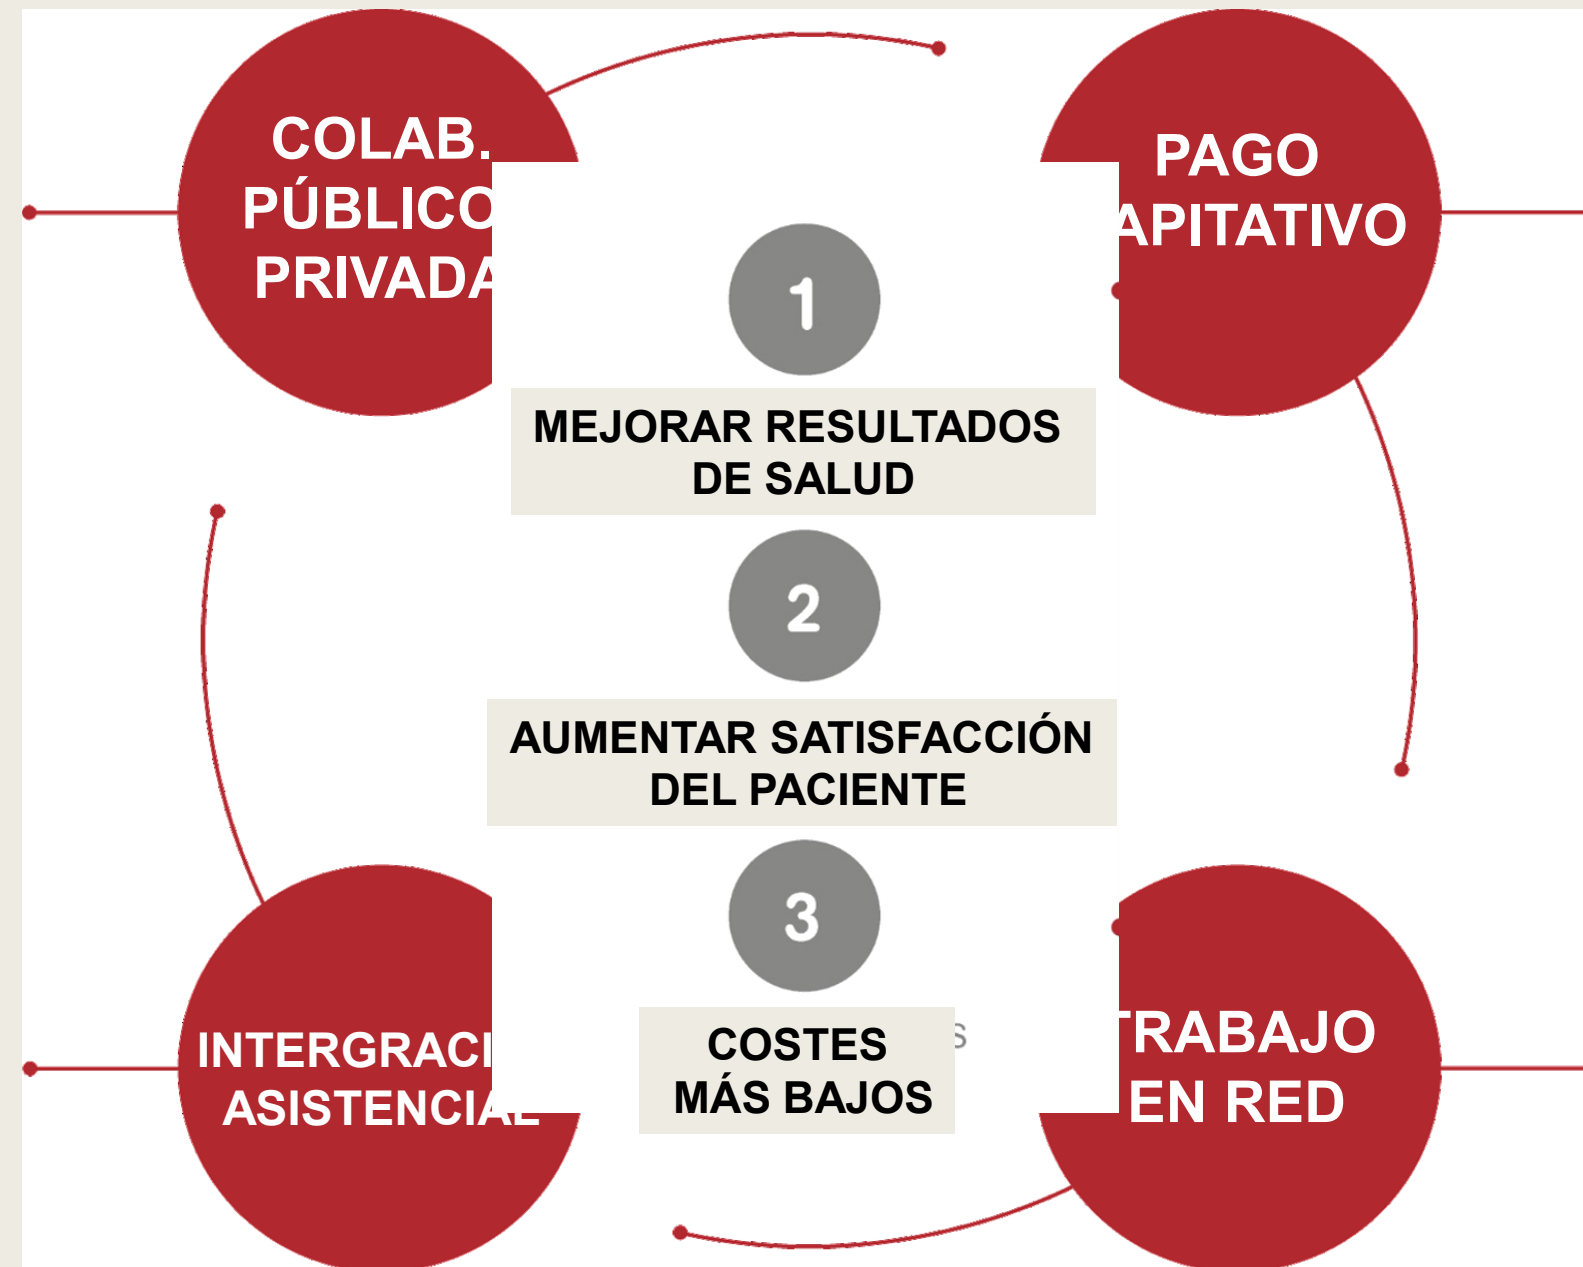 COLAB.
PÚBLICO
PRIVADA
PAGO
APITATIVO
1
MEJORAR RESULTADOS
DE SALUD
2
AUMENTAR SATISFACCIÓN
DEL PACIENTE
3
COSTES
MÁS BAJOS
s
INTERGRACI
ASISTENCIAL
TRABAJO
EN RED